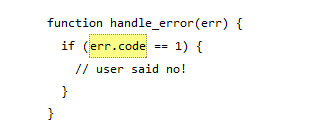 function handle_error(err) {
  if (err.code == 1) {
    // user said no!
  }
}